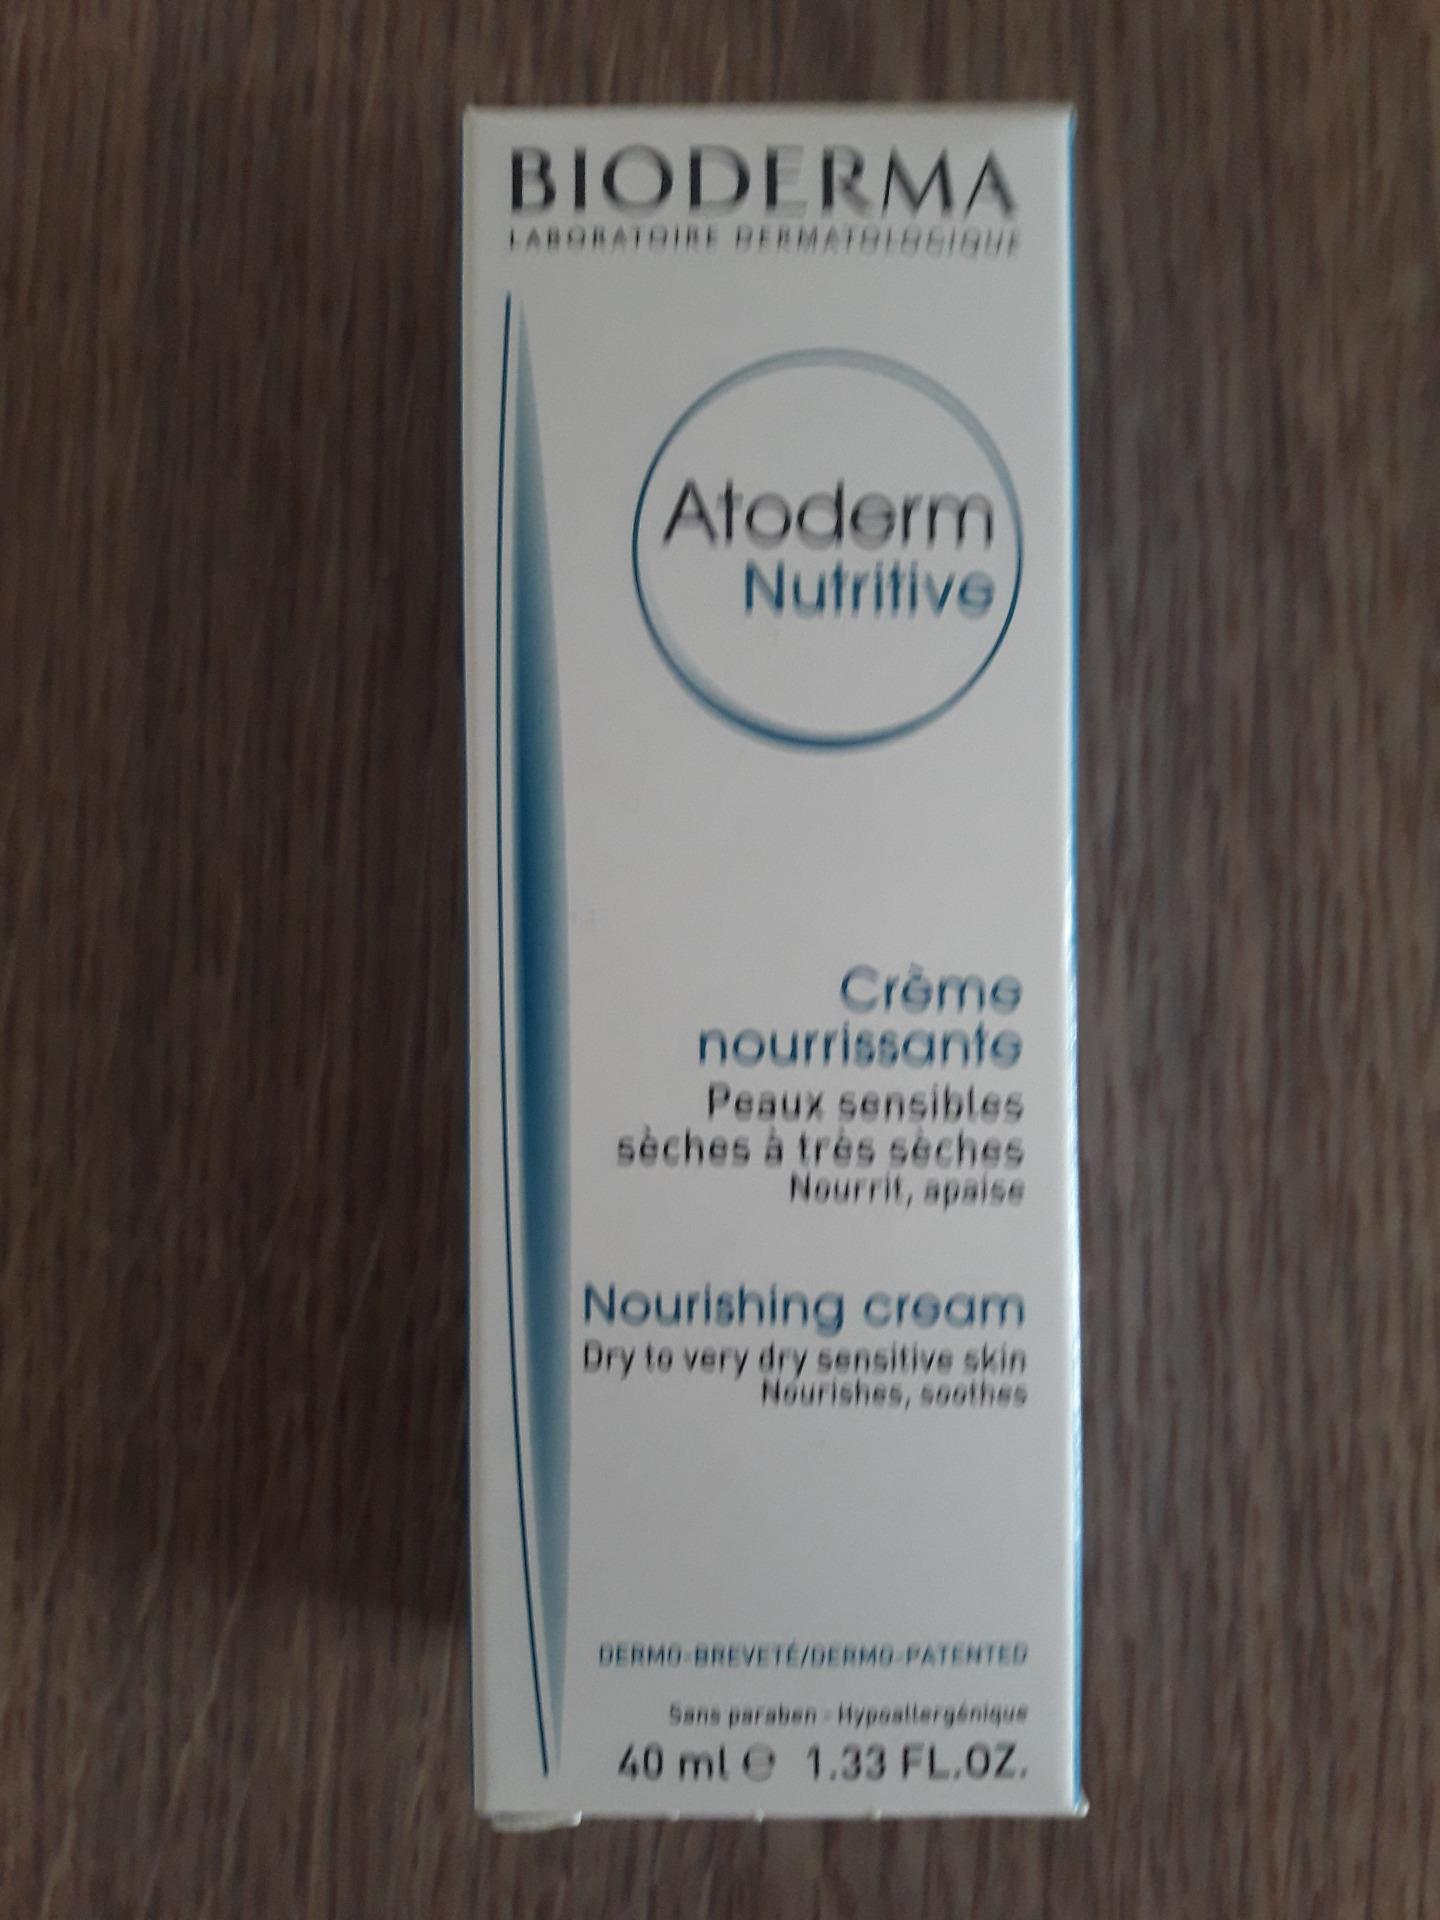 BIODERMA
LABORATOIRE DERMATOLOGIQUE
Atoderm
Nutritive
Crème
nourrissante
Peaux sensibles
sèches à très sèches
Nourrit, apaise
Nourishing cream
Dry to very dry sensitive skin
Nourishes, soothes
DERMO-BREVETÉ/DERMO-PATENTED
Sans paraben - Hypoallergénique
40 ml ℮ 1.33 FL.OZ.